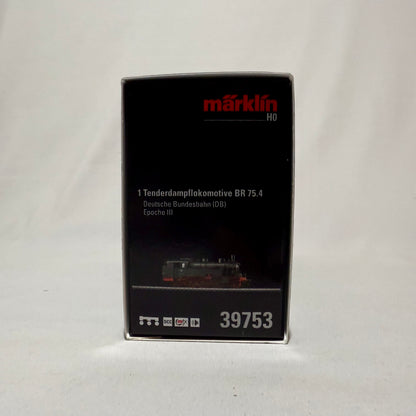 märklin
H0
1 Tenderdampflokomotive BR 75.4
Deutsche Bundesbahn (DB)
Epoche III
39753